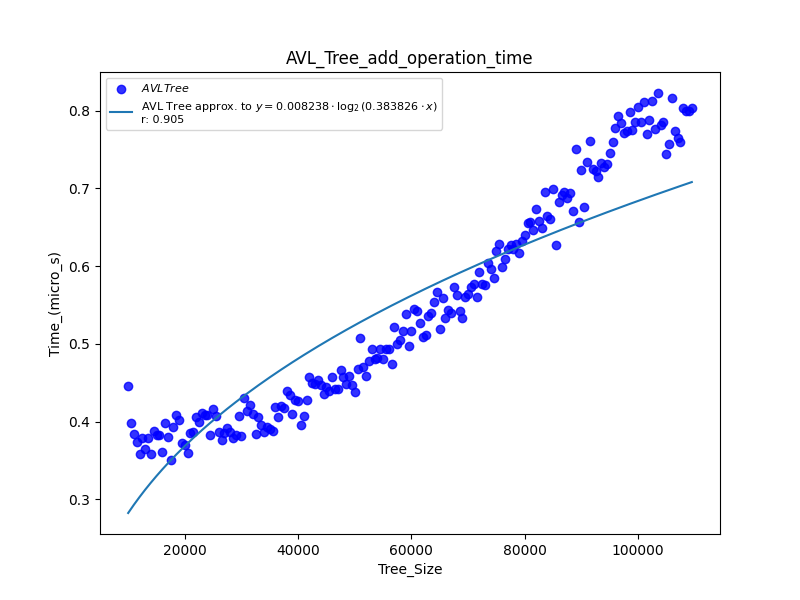 AVL_Tree_add_operation_time
AVLTree
AVL Tree approx. to y = 0.008238 · log₂ (0.383826 · x)
r: 0.905
0.8
0.7
0.6
0.5
0.4
0.3
Time_(micro_s)
20000 40000 60000 80000 100000
Tree_Size